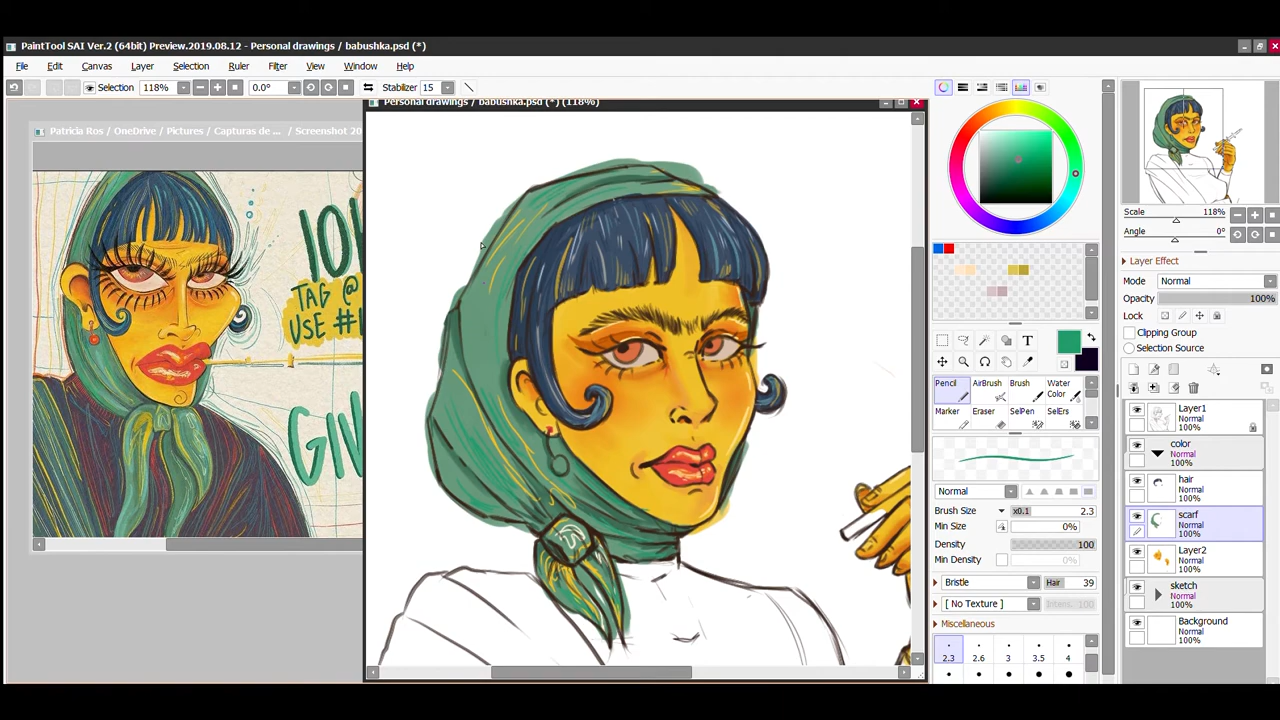 PaintTool SAI Ver.2 (64bit) Preview.2019.08.12 - Personal drawings / babushka.psd (*)
File Edit Canvas Layer Selection Ruler Filter View Window Help
Selection 118% 0.0° Stabilizer 15
Patricia Ros / OneDrive / Pictures / Capturas de ... / Screenshot 20
Personal drawings / babushka.psd (*) (118%)
TAG @
USE #
GIV
Scale 118%
Angle 0°
Layer Effect
Mode Normal
Opacity 100%
Lock
Clipping Group
Selection Source
Pencil AirBrush Brush Water Color
Marker Eraser SelPen SelErs
Normal
Brush Size x0.1 2.3
Min Size 0%
Density 100
Min Density 0%
Bristle Hair 39
[ No Texture ] Intens. 100
Miscellaneous
2.3 2.6 3 3.5 4
Layer1
Normal
100%
color
Normal
100%
hair
Normal
100%
scarf
Normal
100%
Layer2
Normal
100%
sketch
Normal
100%
Background
Normal
100%